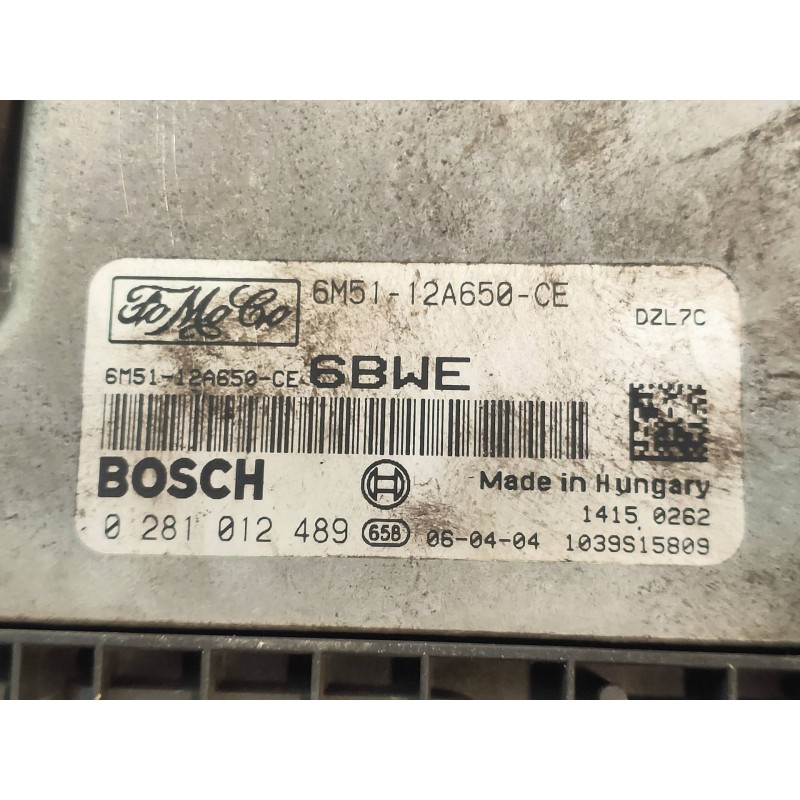 FoMoCo 6M51-12A650-CE
DZL7C
6M51-12A650-CE 6BWE
BOSCH Made in Hungary
1415 0262
0 281 012 489 658 06-04-04 1039S15809